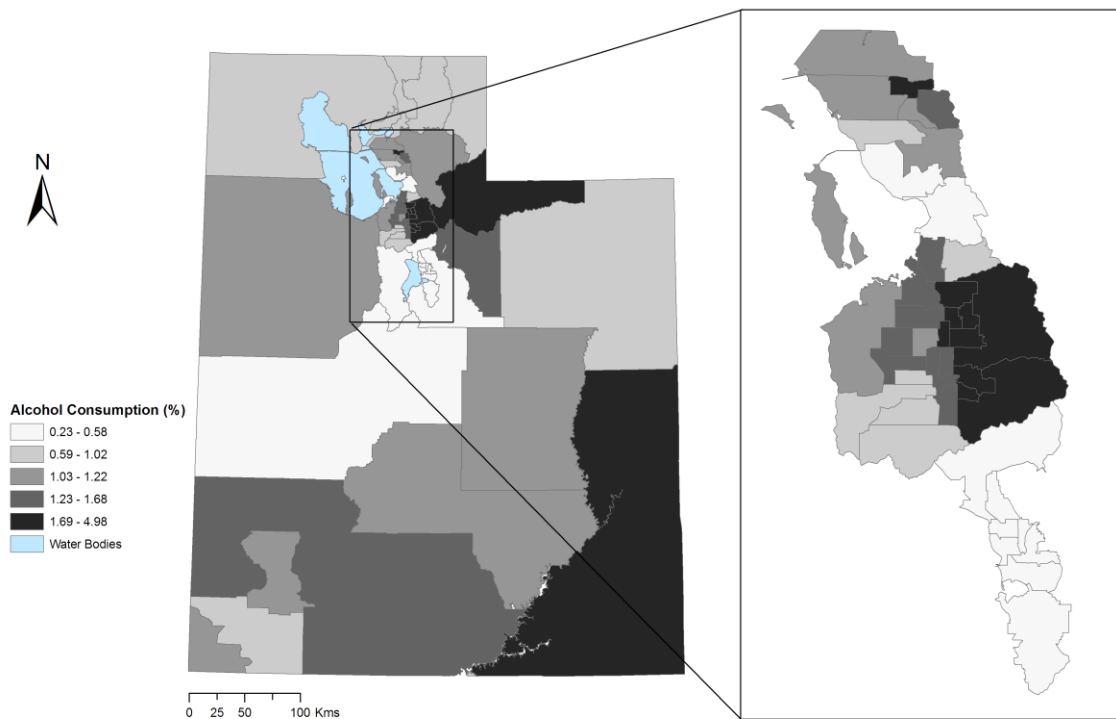 N
Alcohol Consumption (%)
0.23 - 0.58
0.59 - 1.02
1.03 - 1.22
1.23 - 1.68
1.69 - 4.98
Water Bodies
0 25 50 100 Kms